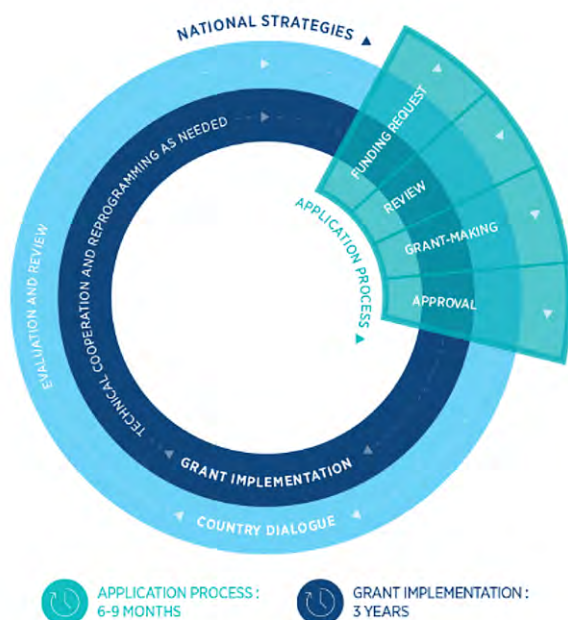 NATIONAL STRATEGIES
FUNDING REQUEST
REVIEW
GRANT-MAKING
APPROVAL
APPLICATION PROCESS
TECHNICAL COOPERATION AND REPROGRAMMING AS NEEDED
EVALUATION AND REVIEW
GRANT IMPLEMENTATION
COUNTRY DIALOGUE
APPLICATION PROCESS :
6-9 MONTHS
GRANT IMPLEMENTATION :
3 YEARS